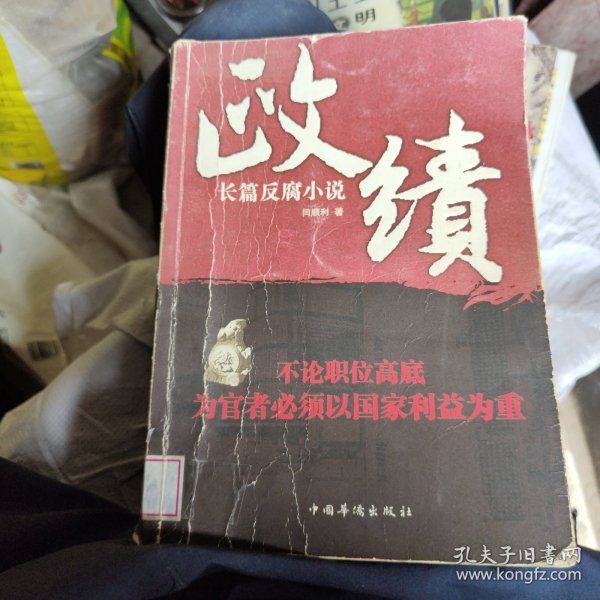 明
政绩
长篇反腐小说
闫顺利 著
不论职位高底
为官者必须以国家利益为重
中国华侨出版社
孔夫子旧书网
www.kongfz.com